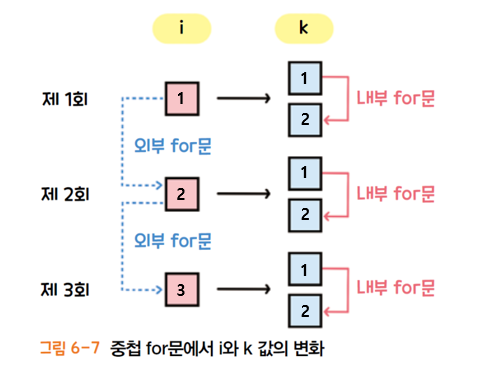 i k
제 1회 1 1 내부 for문
2
외부 for문
제 2회 2 1 내부 for문
2
외부 for문
제 3회 3 1 내부 for문
2
그림 6-7 중첩 for문에서 i와 k 값의 변화